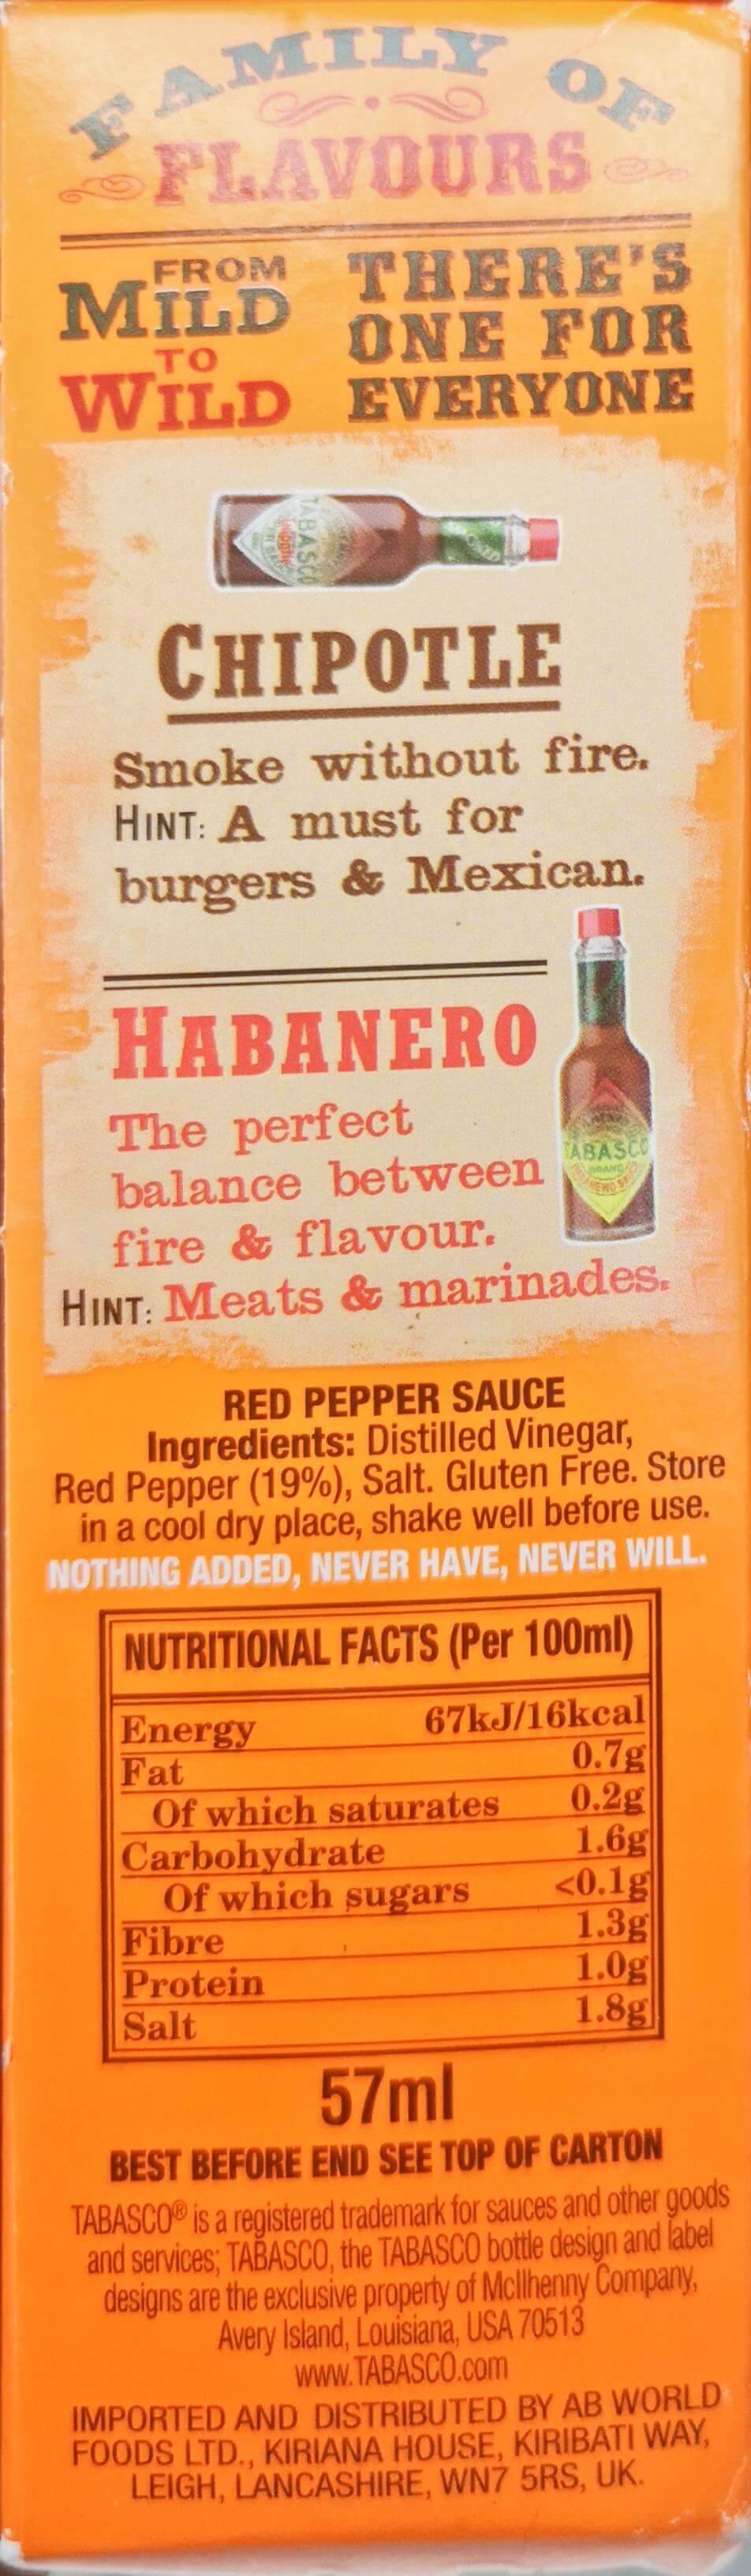 FAMILY OF
FLAVOURS
FROM
MILD
TO
WILD
THERE'S
ONE FOR
EVERYONE
TABASCO
CHIPOTLE
Smoke without fire.
HINT: A must for
burgers & Mexican.
HABANERO
The perfect
balance between
fire & flavour.
HINT: Meats & marinades.
TABASCO
BRAND
RED PEPPER SAUCE
Ingredients: Distilled Vinegar,
Red Pepper (19%), Salt. Gluten Free. Store
in a cool dry place, shake well before use.
NOTHING ADDED, NEVER HAVE, NEVER WILL.
NUTRITIONAL FACTS (Per 100ml)
Energy 67kJ/16kcal
Fat 0.7g
Of which saturates 0.2g
Carbohydrate 1.6g
Of which sugars <0.1g
Fibre 1.3g
Protein 1.0g
Salt 1.8g
57ml
BEST BEFORE END SEE TOP OF CARTON
TABASCO® is a registered trademark for sauces and other goods
and services; TABASCO, the TABASCO bottle design and label
designs are the exclusive property of McIlhenny Company,
Avery Island, Louisiana, USA 70513
www.TABASCO.com
IMPORTED AND DISTRIBUTED BY AB WORLD
FOODS LTD., KIRIANA HOUSE, KIRIBATI WAY,
LEIGH, LANCASHIRE, WN7 5RS, UK.